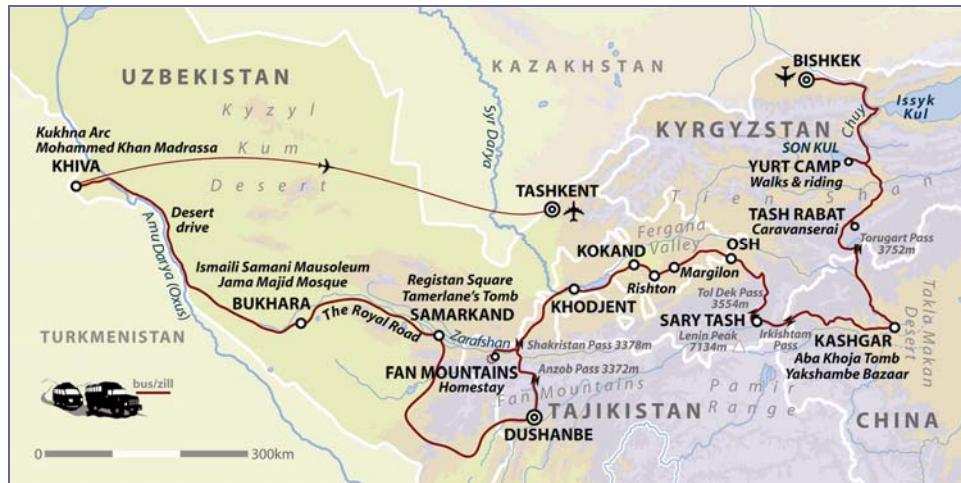 UZBEKISTAN
Kyzyl
Kum
Desert
Kukhna Arc
Mohammed Khan Madrassa
KHIVA
Desert
drive
Amu Darya (Oxus)
Ismaili Samani Mausoleum
Jama Majid Mosque
BUKHARA
The Royal Road
TURKMENISTAN
bus/zill
0 300km
KAZAKHSTAN
Syr Darya
TASHKENT
Registan Square
Tamerlane's Tomb
SAMARKAND
Zarafshan
FAN MOUNTAINS
Homestay
Fan Mountains
Shakristan Pass 3378m
Anzob Pass 3372m
DUSHANBE
TAJIKISTAN
KHODJENT
KOKAND
Rishton
Margilon
Fergana
Valley
OSH
Tol Dek Pass
3554m
SARY TASH
Lenin Peak
7134m
Irkishtam
Pass
Pamir
Range
BISHKEK
Issyk
Kul
Chuy
KYRGYZSTAN
SON KUL
YURT CAMP
Walks & riding
Tien Shan
TASH RABAT
Caravanserai
Torugart Pass
3752m
KASHGAR
Aba Khoja Tomb
Yakshambe Bazaar
Takla Makan
Desert
CHINA